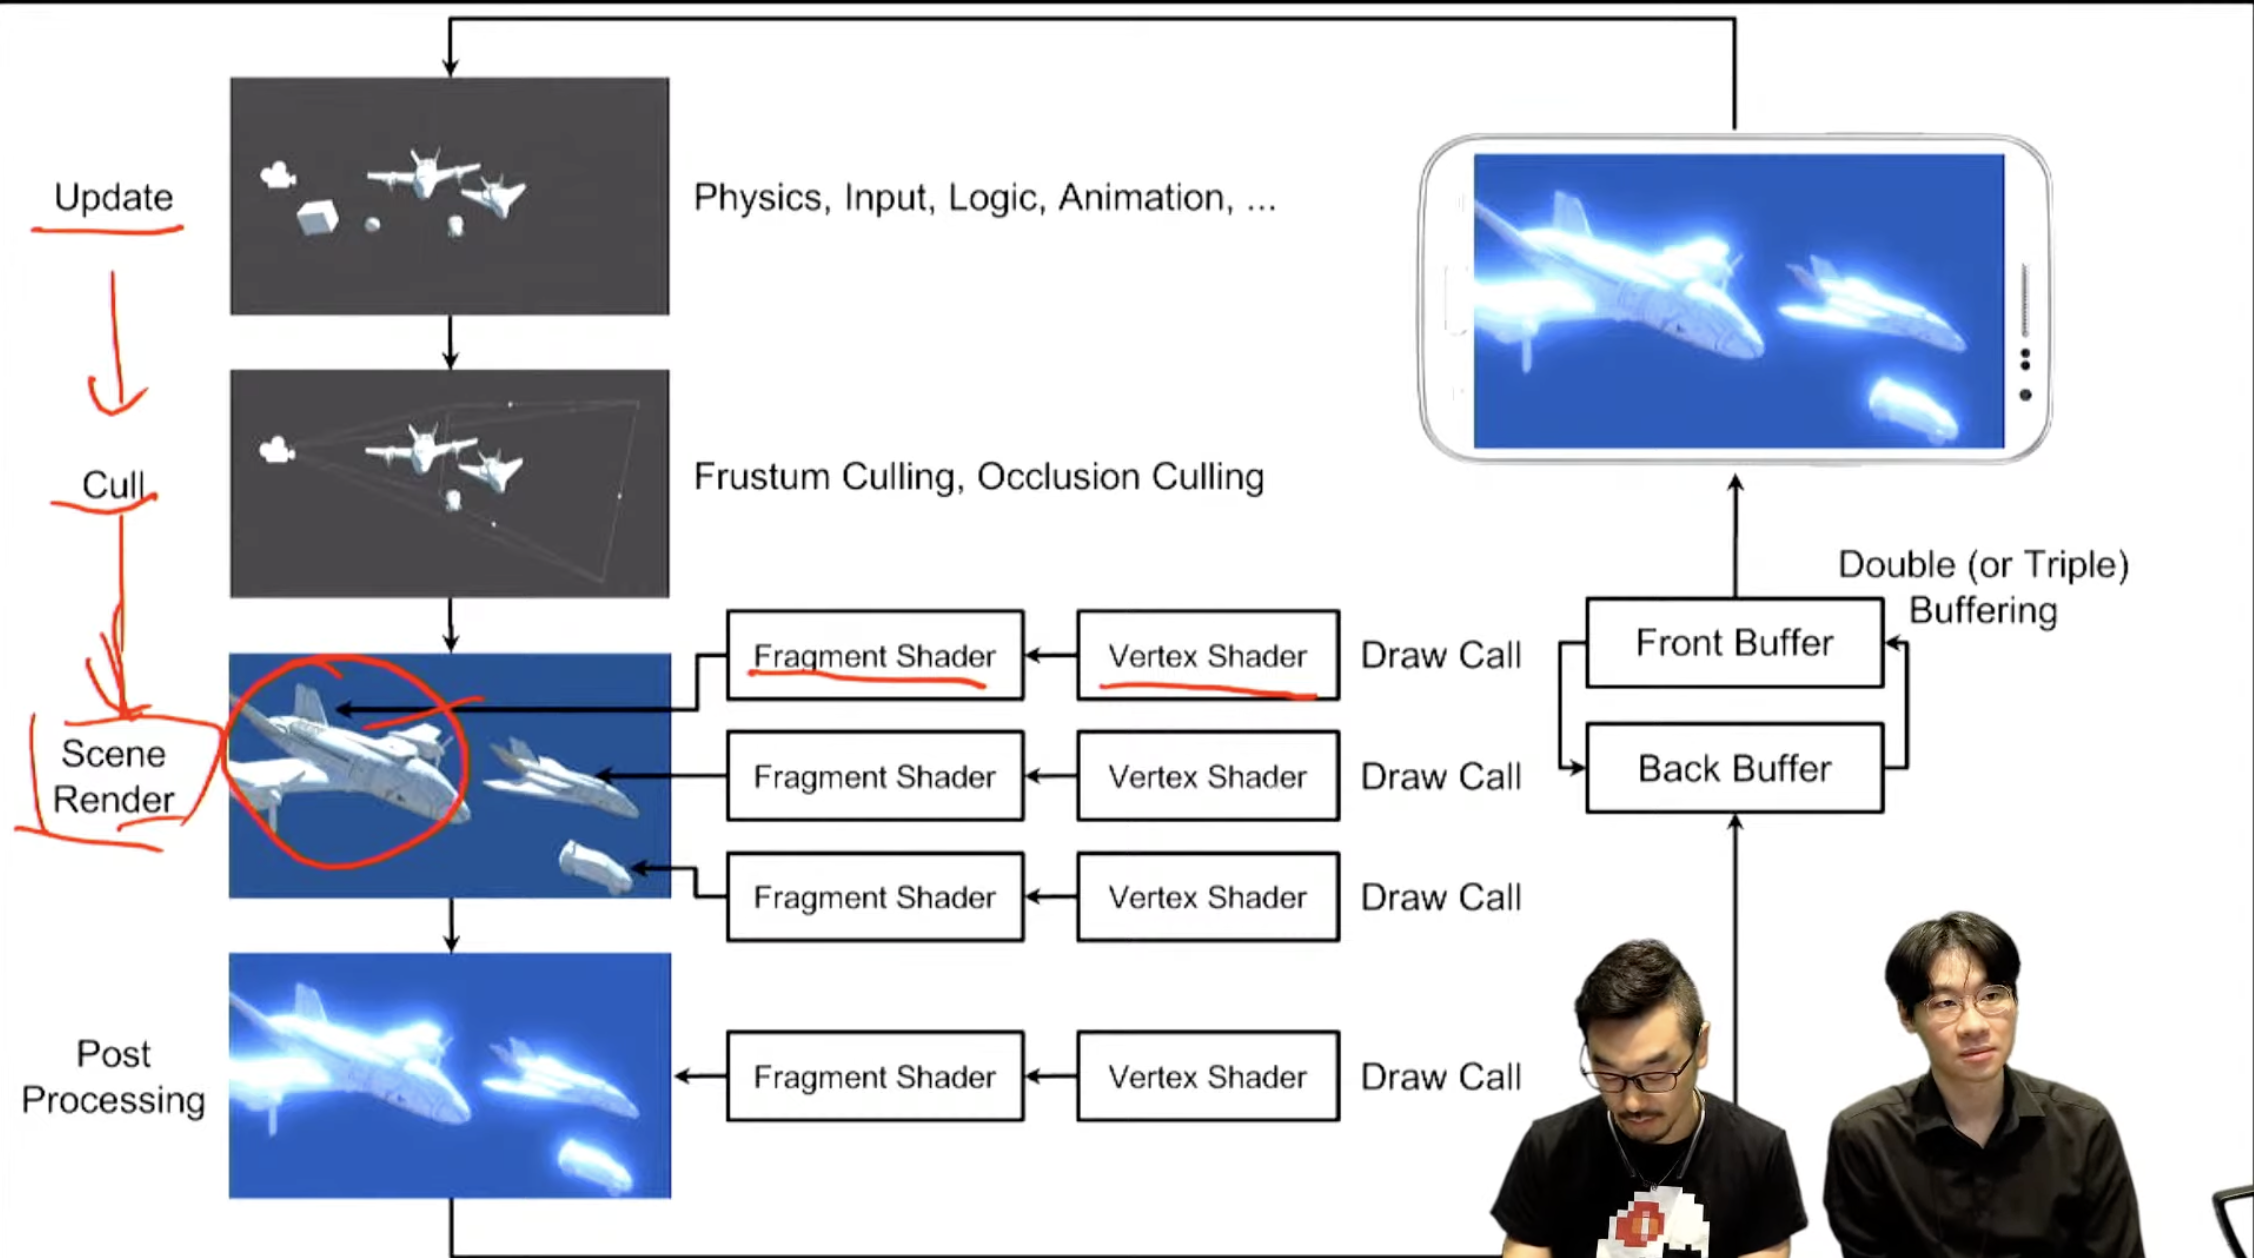 Update
Physics, Input, Logic, Animation, ...
Cull
Frustum Culling, Occlusion Culling
Scene
Render
Fragment Shader
Vertex Shader
Draw Call
Fragment Shader
Vertex Shader
Draw Call
Fragment Shader
Vertex Shader
Draw Call
Post
Processing
Fragment Shader
Vertex Shader
Draw Call
Double (or Triple)
Buffering
Front Buffer
Back Buffer